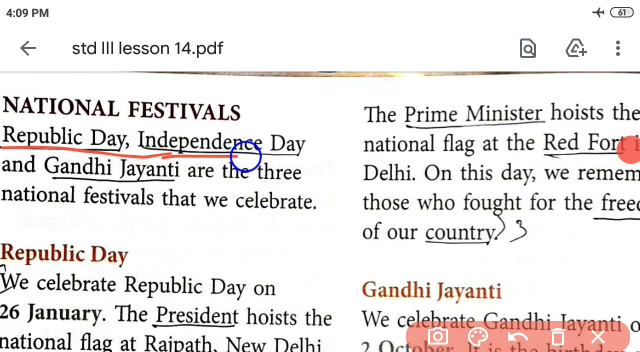 4:09 PM
61
std III lesson 14.pdf
NATIONAL FESTIVALS
Republic Day, Independence Day
and Gandhi Jayanti are the three
national festivals that we celebrate.
Republic Day
We celebrate Republic Day on
26 January. The President hoists the
national flag at Rajpath, New Delhi
The Prime Minister hoists the
national flag at the Red Fort
Delhi. On this day, we remem
those who fought for the free
of our country. 3
Gandhi Jayanti
We celebrate Gandhi Jayanti o
2 October. It is the birthday